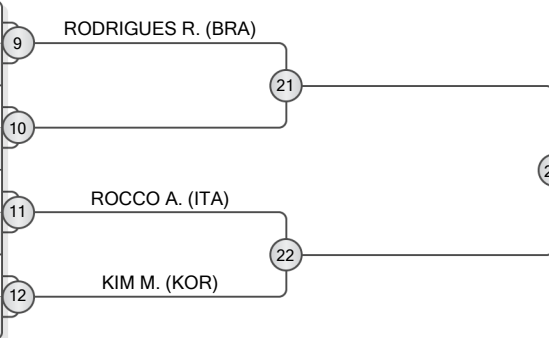 RODRIGUES R. (BRA)
9
21
10
ROCCO A. (ITA)
11
22
KIM M. (KOR)
12